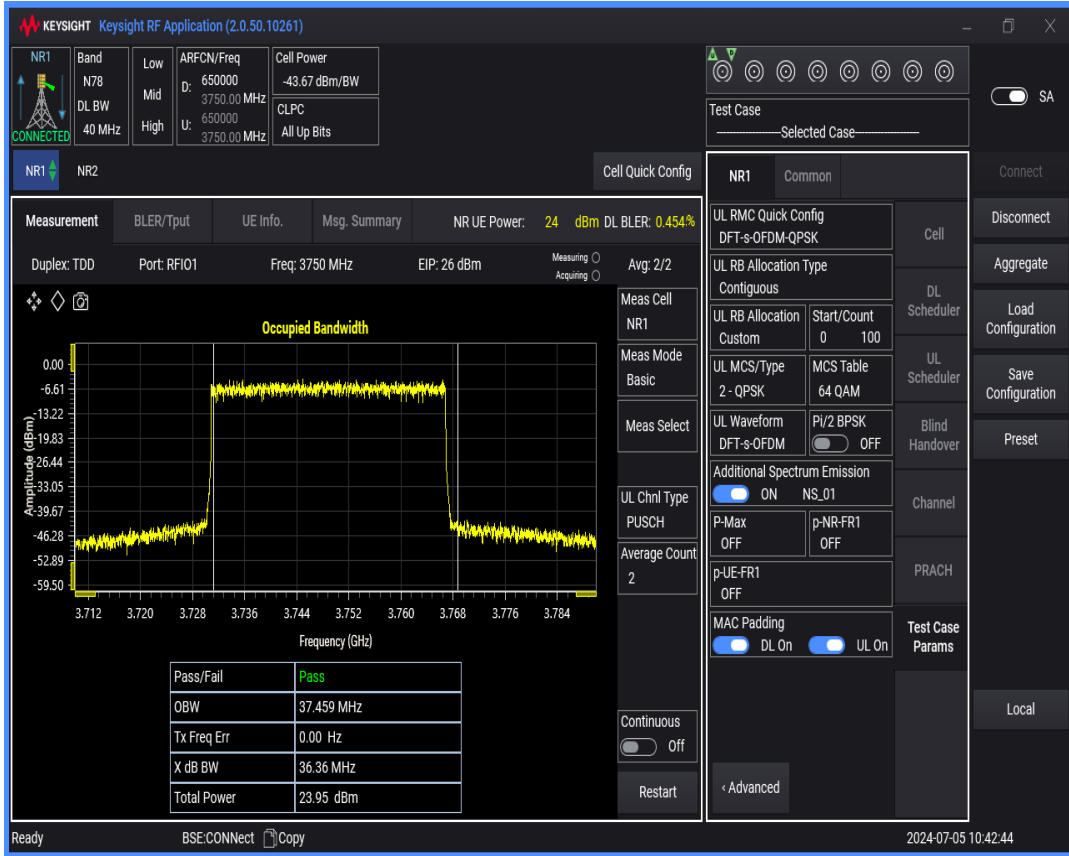 KEYSIGHT Keysight RF Application (2.0.50.10261)
NR1
CONNECTED
Band
N78
DL BW
40 MHz
Low
Mid
High
ARFCN/Freq
D: 650000
3750.00 MHz
U: 650000
3750.00 MHz
Cell Power
-43.67 dBm/BW
CLPC
All Up Bits
U D
Test Case
----Selected Case----
SA
NR1 NR2 Cell Quick Config
NR1 Common
Connect
Disconnect
Aggregate
Load
Configuration
Save
Configuration
Preset
Local
Measurement BLER/Tput UE Info. Msg. Summary NR UE Power: 24 dBm DL BLER: 0.454%
Duplex: TDD Port: RFIO1 Freq: 3750 MHz EIP: 26 dBm Measuring Avg: 2/2
Acquiring
Occupied Bandwidth
Amplitude (dBm)
0.00
-6.61
-13.22
-19.83
-26.44
-33.05
-39.67
-46.28
-52.89
-59.50
3.712 3.720 3.728 3.736 3.744 3.752 3.760 3.768 3.776 3.784
Frequency (GHz)
Pass/Fail Pass
OBW 37.459 MHz
Tx Freq Err 0.00 Hz
X dB BW 36.36 MHz
Total Power 23.95 dBm
Meas Cell
NR1
Meas Mode
Basic
Meas Select
UL Chnl Type
PUSCH
Average Count
2
Continuous
Off
Restart
UL RMC Quick Config
DFT-s-OFDM-QPSK
UL RB Allocation Type
Contiguous
UL RB Allocation Start/Count
Custom 0 100
UL MCS/Type MCS Table
2 - QPSK 64 QAM
UL Waveform Pi/2 BPSK
DFT-s-OFDM OFF
Additional Spectrum Emission
ON NS_01
P-Max p-NR-FR1
OFF OFF
p-UE-FR1
OFF
MAC Padding
DL On UL On
‹ Advanced
Cell
DL
Scheduler
UL
Scheduler
Blind
Handover
Channel
PRACH
Test Case
Params
Ready BSE:CONNect Copy 2024-07-05 10:42:44